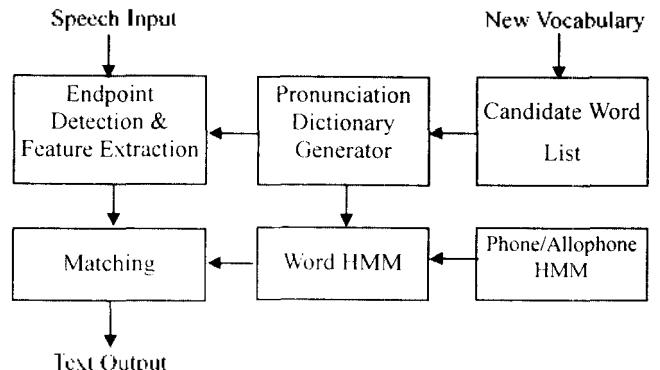 Speech Input
New Vocabulary
Endpoint
Detection &
Feature Extraction
Pronunciation
Dictionary
Generator
Candidate Word
List
Matching
Word HMM
Phone/Allophone
HMM
Text Output